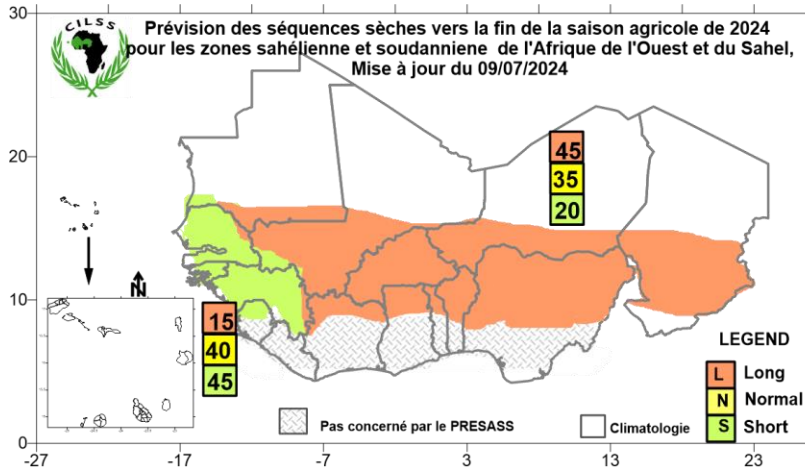 CILSS
Prévision des séquences sèches vers la fin de la saison agricole de 2024
pour les zones sahélienne et soudanniene de l'Afrique de l'Ouest et du Sahel,
Mise à jour du 09/07/2024
30
20
10
0
45
35
20
N
15
40
45
LEGEND
L Long
N Normal
S Short
Pas concerné par le PRESASS
Climatologie
-27 -17 -7 3 13 23